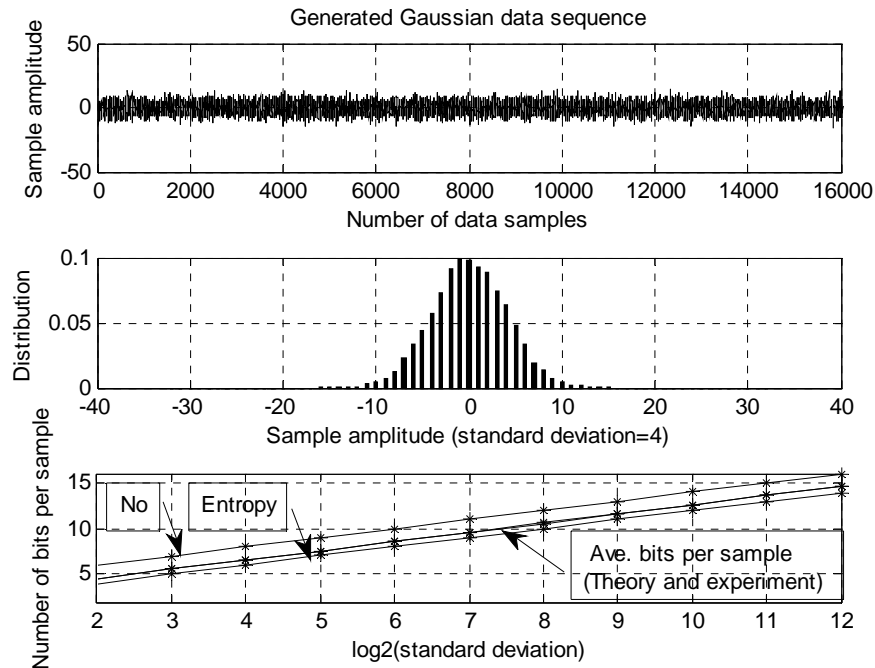 Generated Gaussian data sequence
Sample amplitude
50
0
-50
0 2000 4000 6000 8000 10000 12000 14000 16000
Number of data samples
Distribution
0.1
0.05
0
-40 -30 -20 -10 0 10 20 30 40
Sample amplitude (standard deviation=4)
Number of bits per sample
15
10
5
No
Entropy
Ave. bits per sample
(Theory and experiment)
2 3 4 5 6 7 8 9 10 11 12
log2(standard deviation)